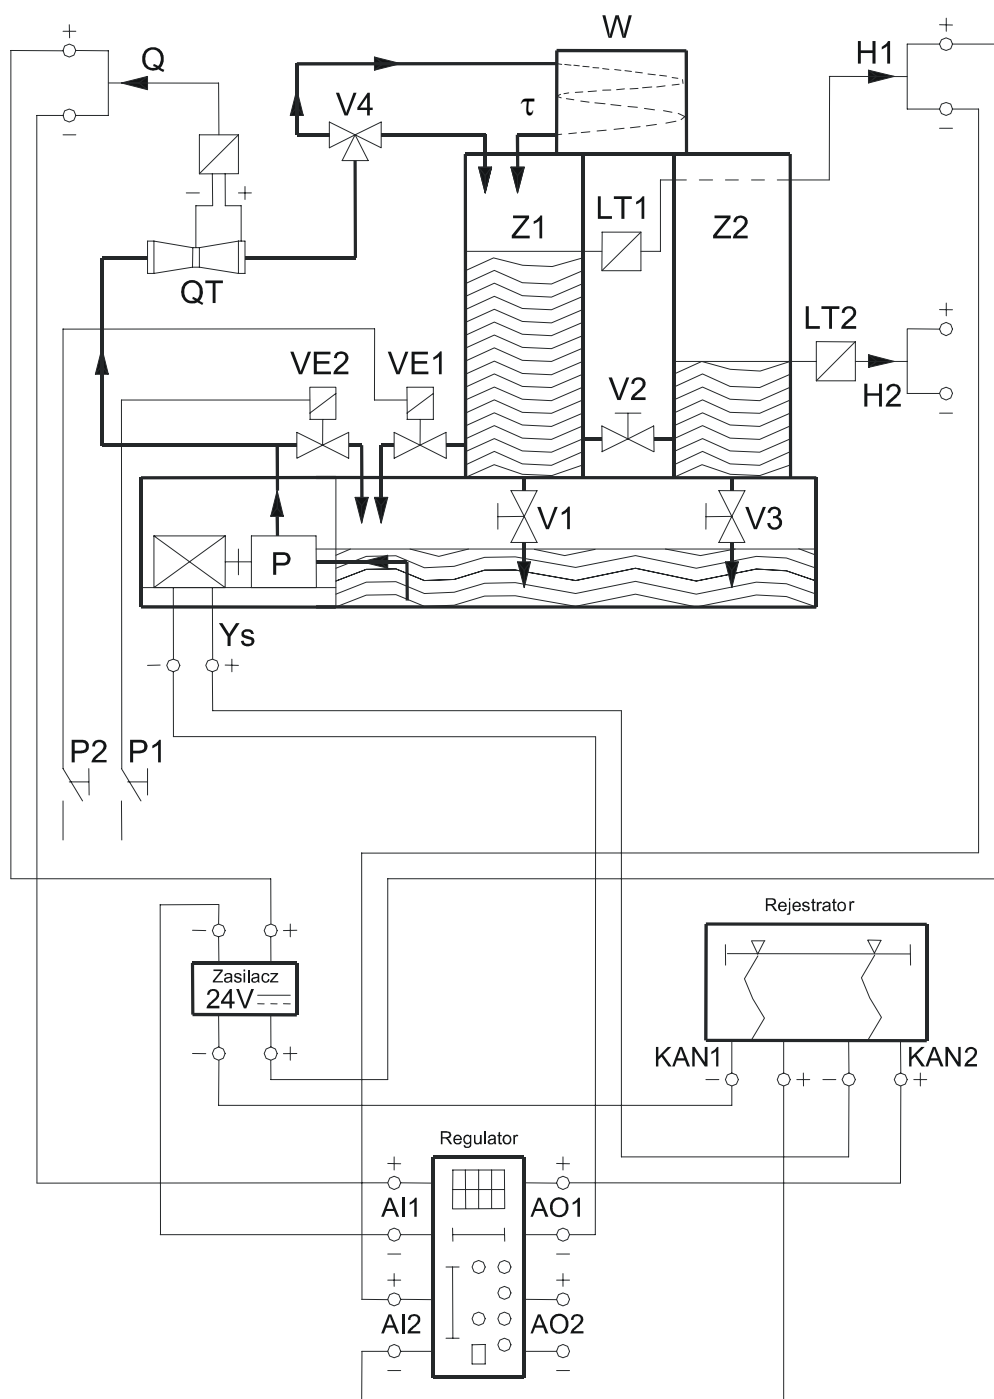 W
+
+
Q
H1
V4
τ
−
−
− +
LT1
Z1
Z2
QT
LT2
+
VE2
VE1
V2
H2
−
V1
V3
P
Ys
− +
P2
P1
Rejestrator
− +
Zasilacz
24V
− +
KAN1
KAN2
− + − +
Regulator
+ +
AI1
AO1
− −
+ +
AI2
AO2
− −